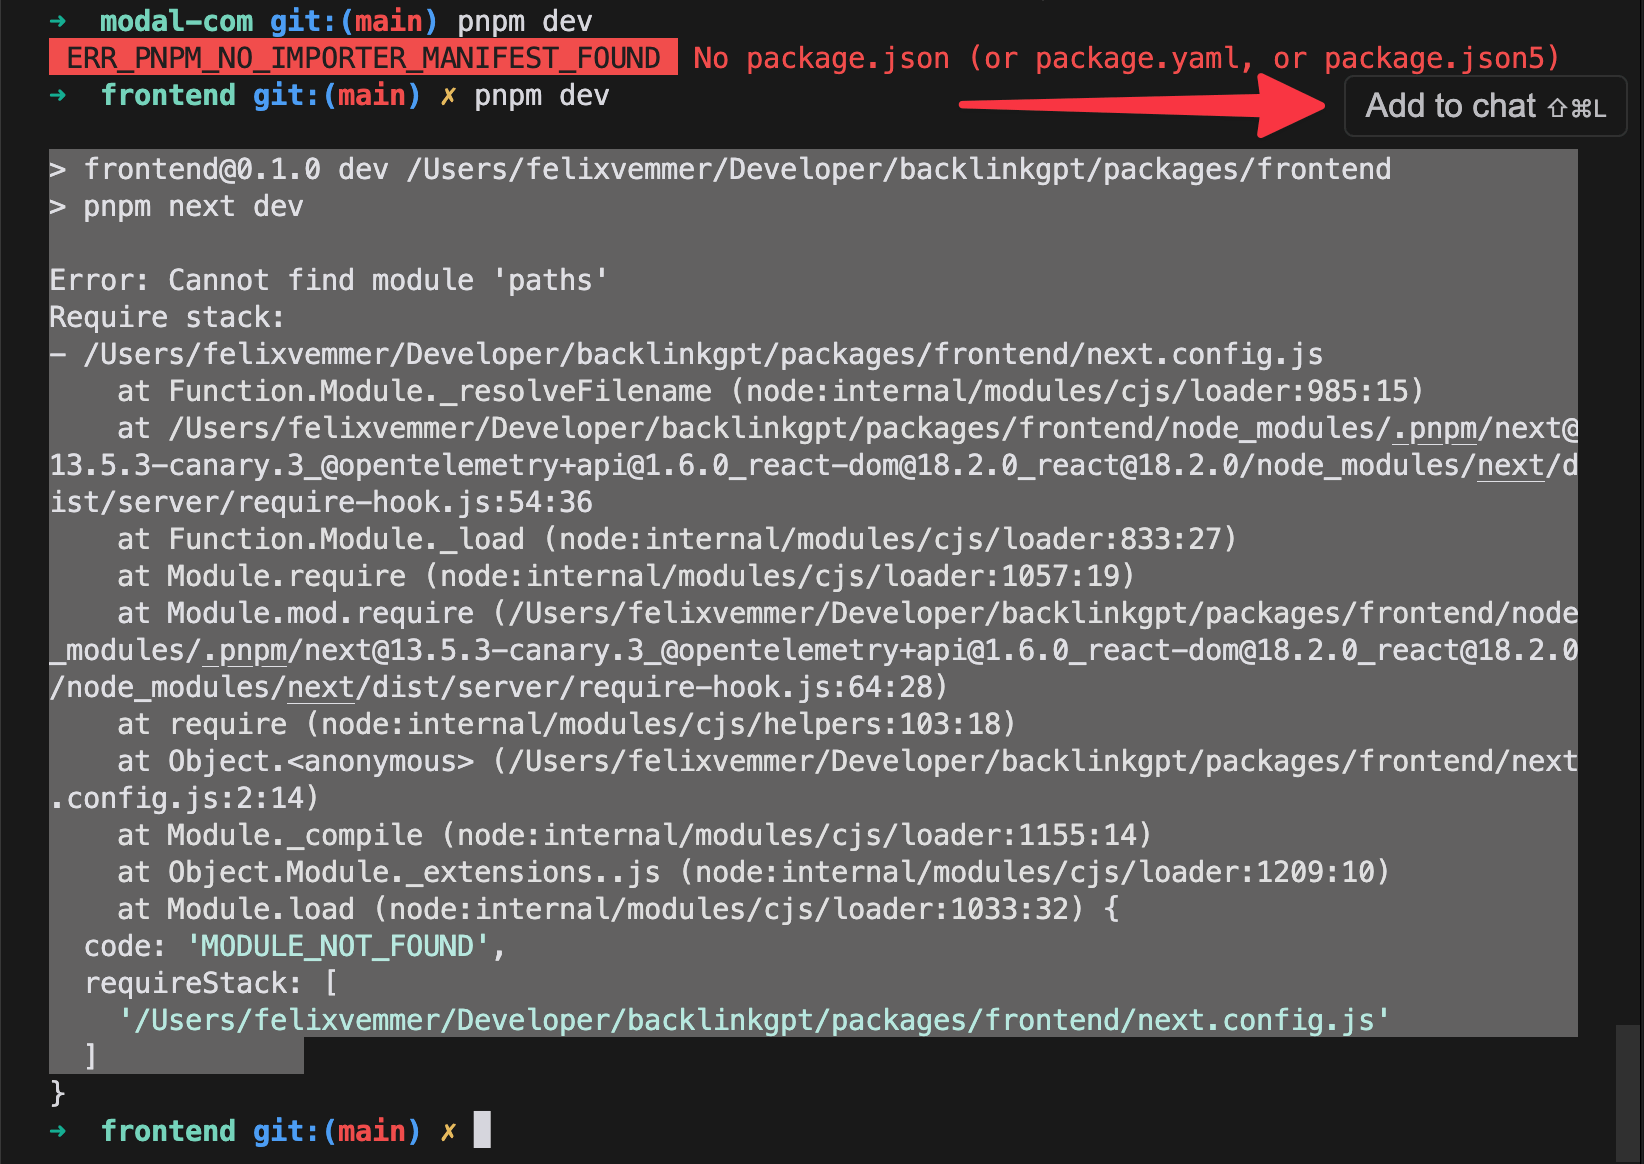 ➜ modal-com git:(main) pnpm dev
ERR_PNPM_NO_IMPORTER_MANIFEST_FOUND No package.json (or package.yaml, or package.json5)
➜ frontend git:(main) ✗ pnpm dev
Add to chat ⇧⌘L
> frontend@0.1.0 dev /Users/felixvemmer/Developer/backlinkgpt/packages/frontend
> pnpm next dev
Error: Cannot find module 'paths'
Require stack:
– /Users/felixvemmer/Developer/backlinkgpt/packages/frontend/next.config.js
at Function.Module._resolveFilename (node:internal/modules/cjs/loader:985:15)
at /Users/felixvemmer/Developer/backlinkgpt/packages/frontend/node_modules/.pnpm/next@
13.5.3-canary.3_@opentelemetry+api@1.6.0_react-dom@18.2.0_react@18.2.0/node_modules/next/d
ist/server/require-hook.js:54:36
at Function.Module._load (node:internal/modules/cjs/loader:833:27)
at Module.require (node:internal/modules/cjs/loader:1057:19)
at Module.mod.require (/Users/felixvemmer/Developer/backlinkgpt/packages/frontend/node
_modules/.pnpm/next@13.5.3-canary.3_@opentelemetry+api@1.6.0_react-dom@18.2.0_react@18.2.0
/node_modules/next/dist/server/require-hook.js:64:28)
at require (node:internal/modules/cjs/helpers:103:18)
at Object.<anonymous> (/Users/felixvemmer/Developer/backlinkgpt/packages/frontend/next
.config.js:2:14)
at Module._compile (node:internal/modules/cjs/loader:1155:14)
at Object.Module._extensions..js (node:internal/modules/cjs/loader:1209:10)
at Module.load (node:internal/modules/cjs/loader:1033:32) {
code: 'MODULE_NOT_FOUND',
requireStack: [
'/Users/felixvemmer/Developer/backlinkgpt/packages/frontend/next.config.js'
]
}
➜ frontend git:(main) ✗